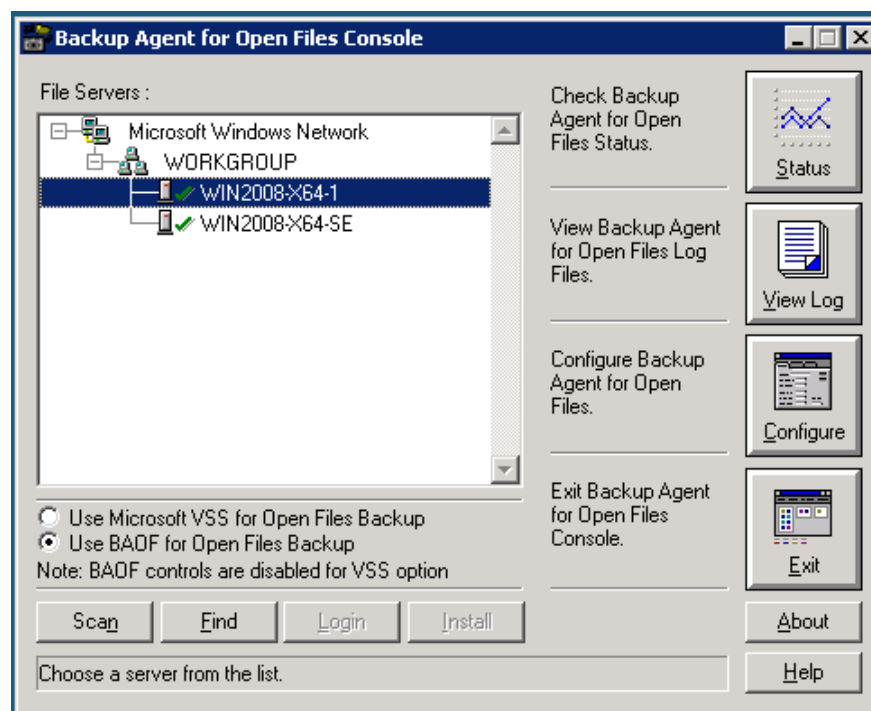 Backup Agent for Open Files Console
File Servers :
Microsoft Windows Network
WORKGROUP
WIN2008-X64-1
WIN2008-X64-SE
Use Microsoft VSS for Open Files Backup
Use BAOF for Open Files Backup
Note: BAOF controls are disabled for VSS option
Scan
Find
Login
Install
Choose a server from the list.
Check Backup
Agent for Open
Files Status.
Status
View Backup Agent
for Open Files Log
Files.
View Log
Configure Backup
Agent for Open
Files.
Configure
Exit Backup Agent
for Open Files
Console.
Exit
About
Help